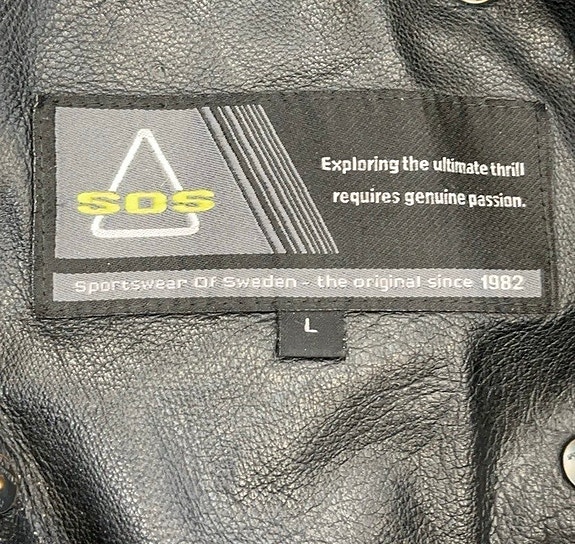 SOS
Exploring the ultimate thrill
requires genuine passion.
Sportswear Of Sweden - the original since 1982
L